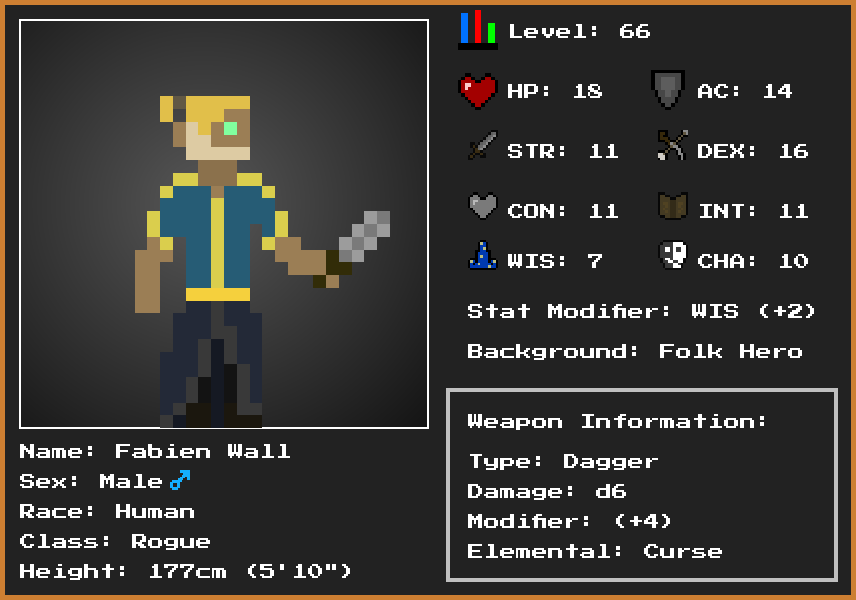 Level: 66
HP: 18
AC: 14
STR: 11
DEX: 16
CON: 11
INT: 11
WIS: 7
CHA: 10
Stat Modifier: WIS (+2)
Background: Folk Hero
Weapon Information:
Type: Dagger
Damage: d6
Modifier: (+4)
Elemental: Curse
Name: Fabien Wall
Sex: Male♂
Race: Human
Class: Rogue
Height: 177cm (5'10")